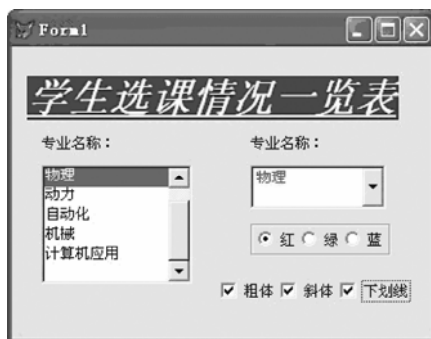 Form1
学生选课情况一览表
专业名称：
专业名称：
物理
动力
自动化
机械
计算机应用
物理
红 绿 蓝
粗体 斜体 下划线